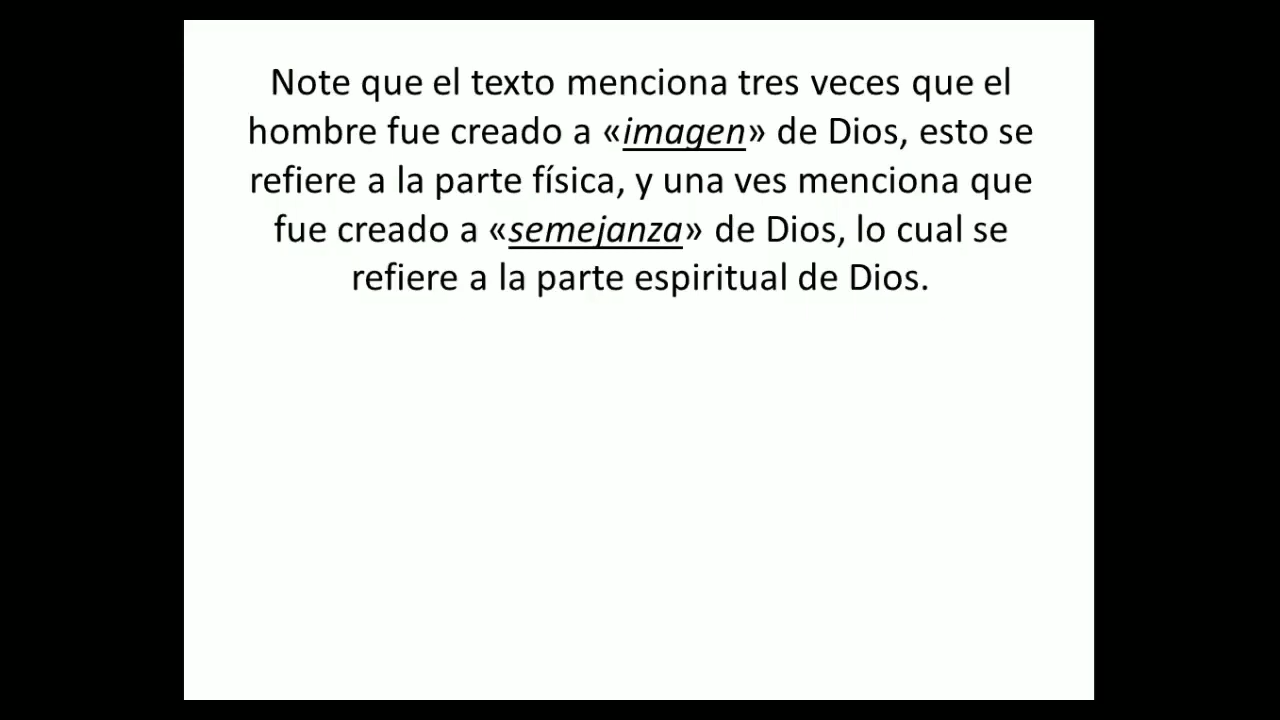 Note que el texto menciona tres veces que el
hombre fue creado a «imagen» de Dios, esto se
refiere a la parte física, y una ves menciona que
fue creado a «semejanza» de Dios, lo cual se
refiere a la parte espiritual de Dios.